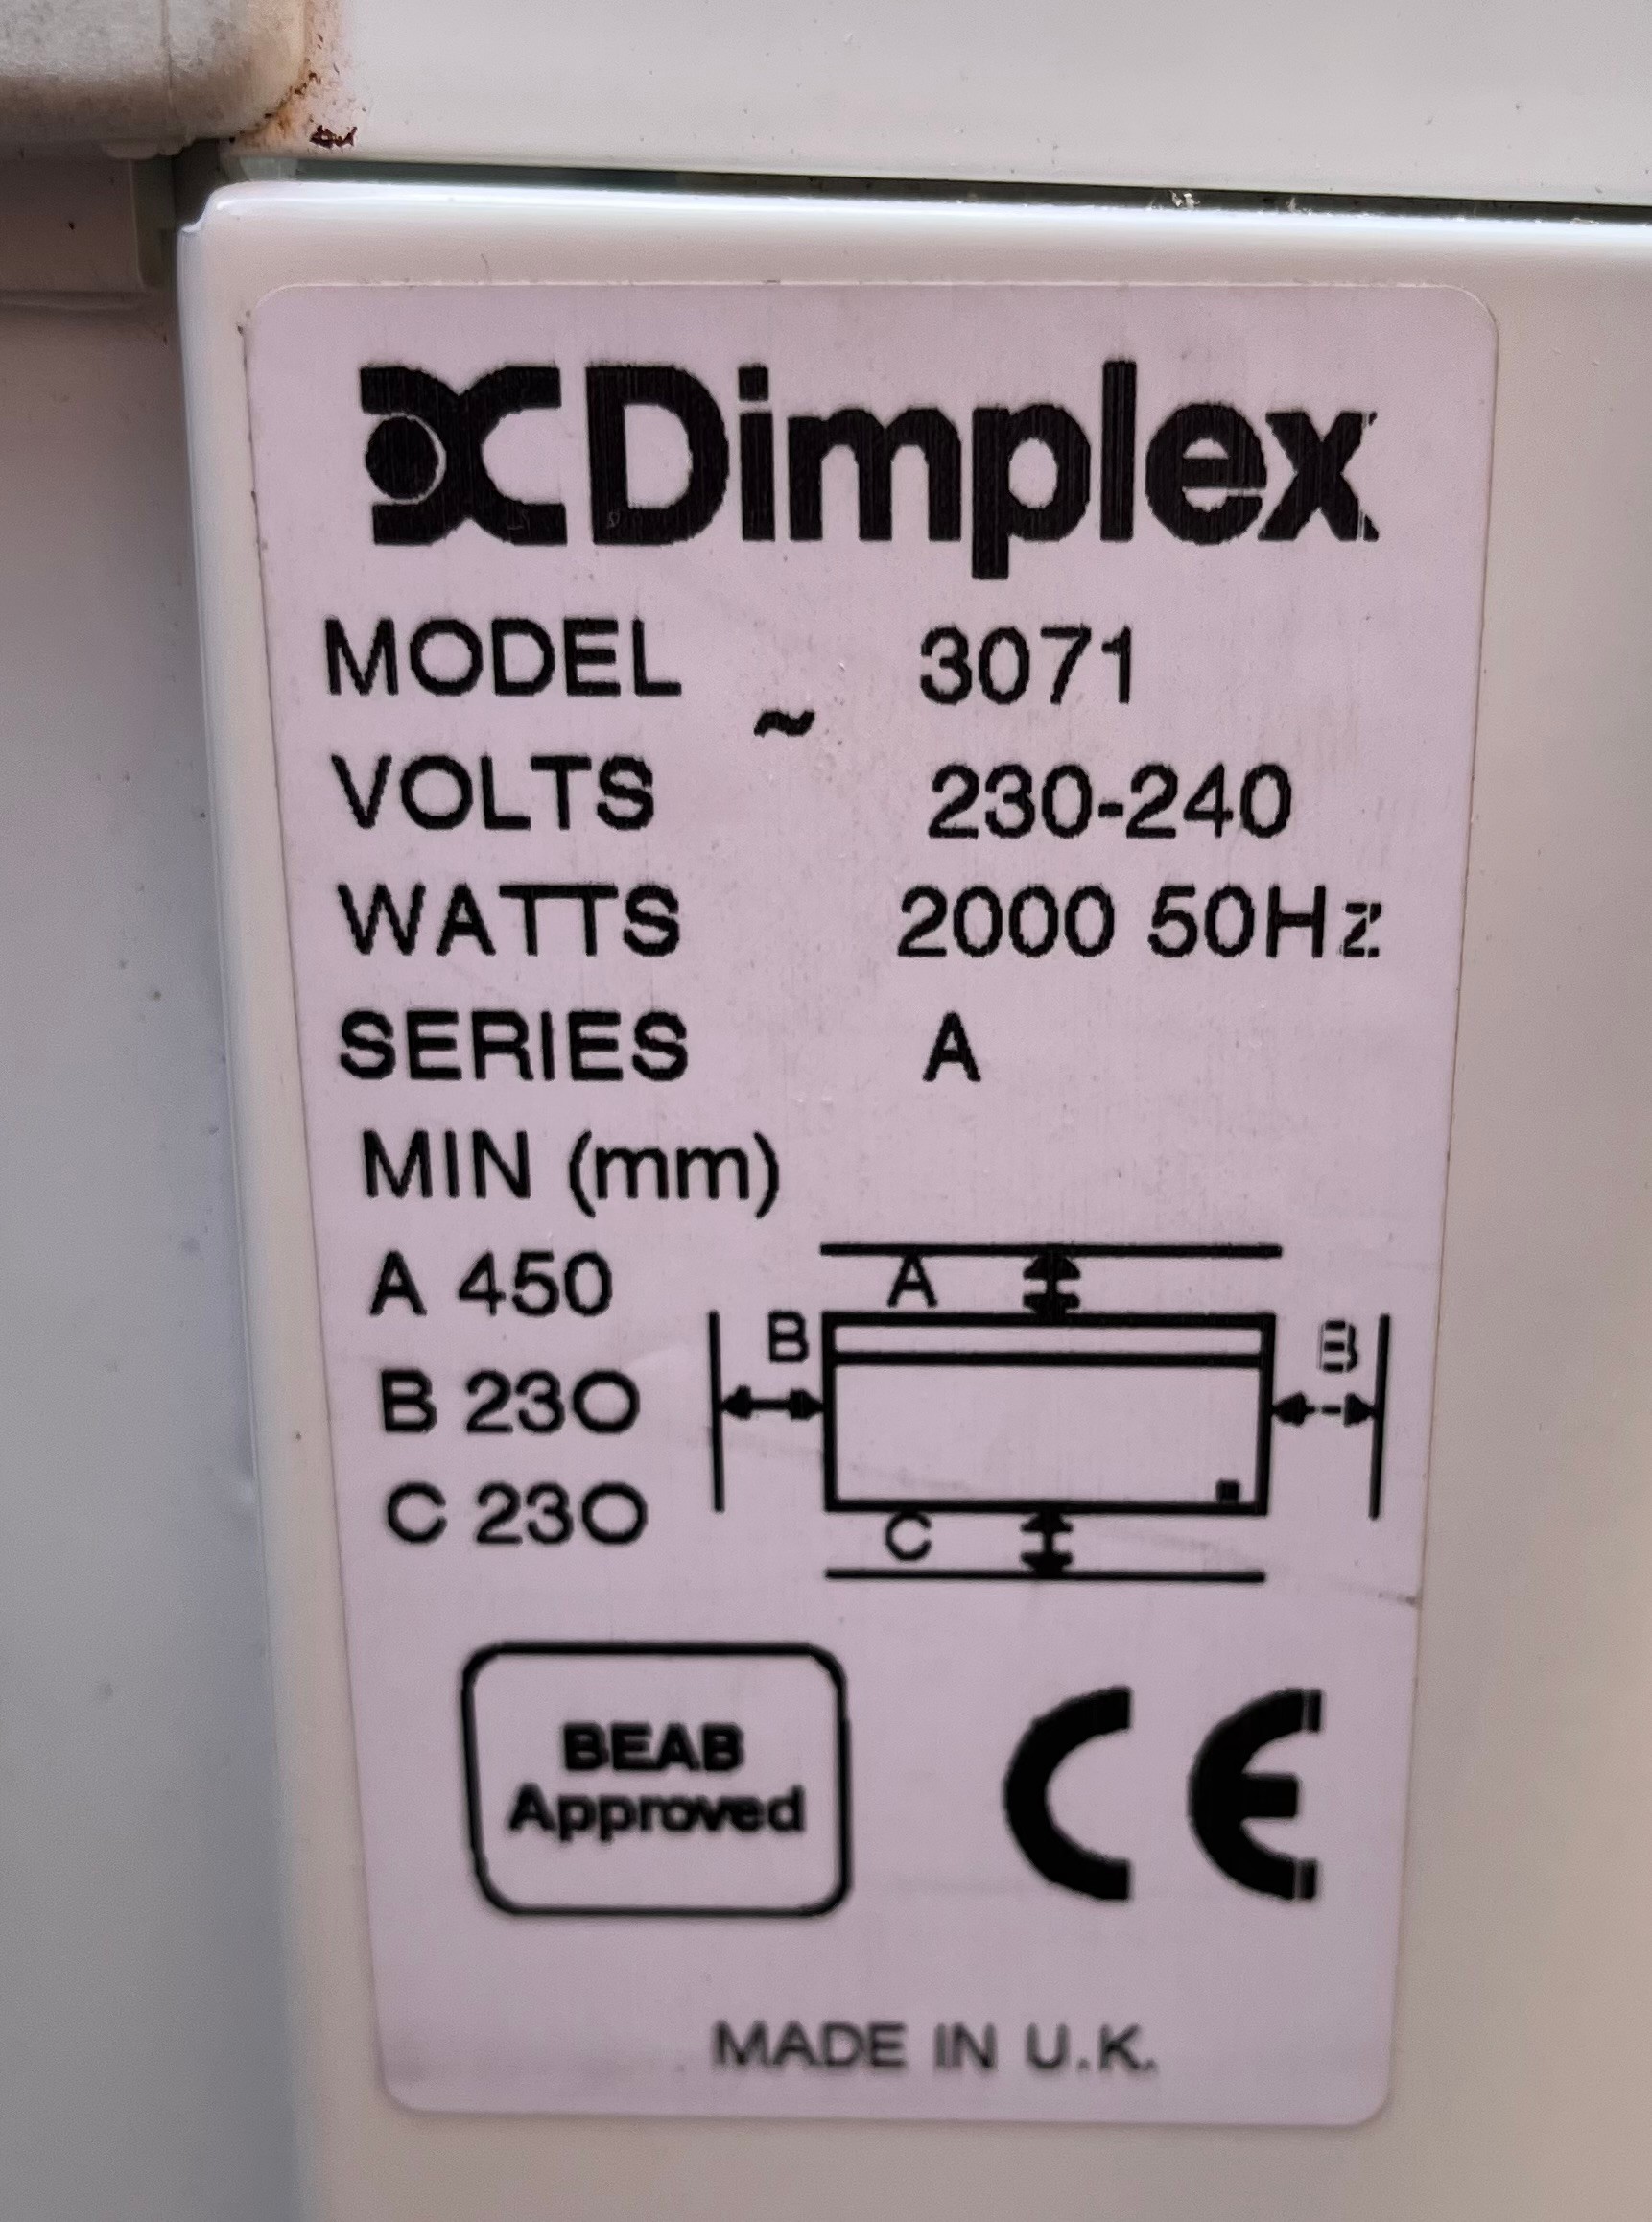 Dimplex
MODEL 3071
~
VOLTS 230-240
WATTS 2000 50Hz
SERIES A
MIN (mm)
A 450
A
B B
B 230
C 230
C
BEAB
Approved
CE
MADE IN U.K.